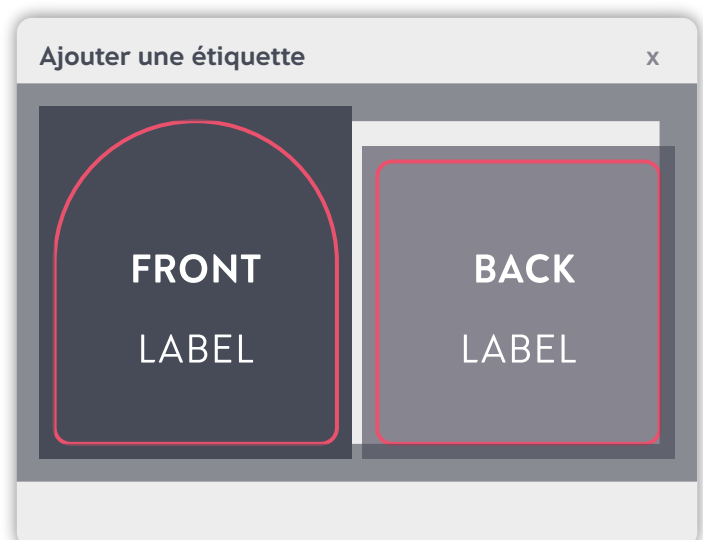 Ajouter une étiquette
x
FRONT
LABEL
BACK
LABEL